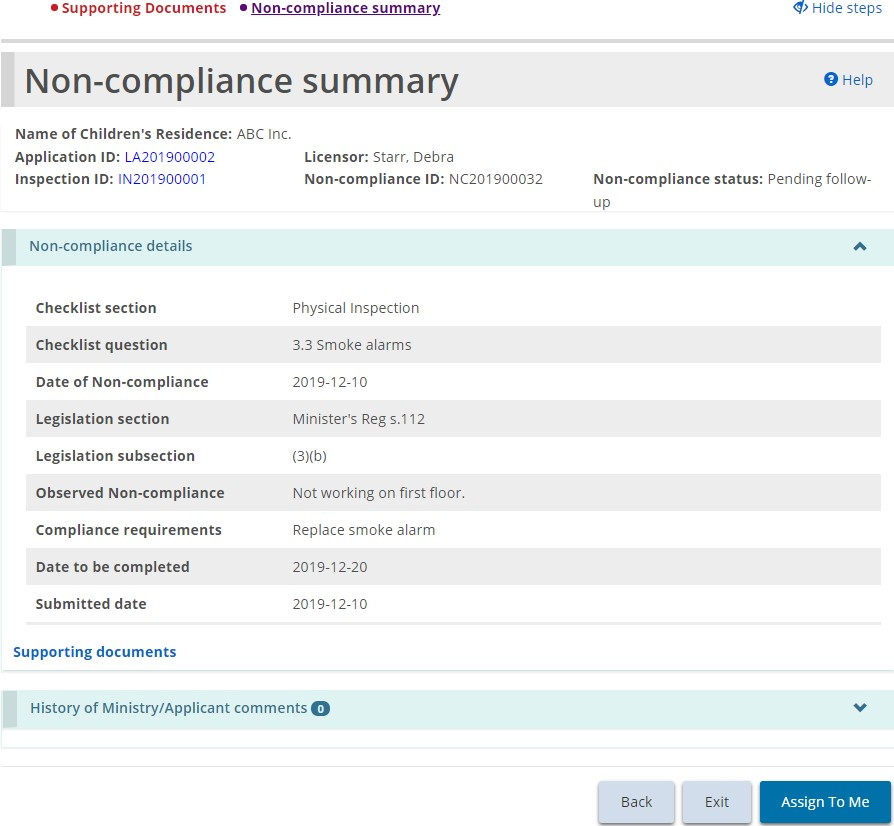 Supporting Documents Non-compliance summary Hide steps
Non-compliance summary Help
Name of Children's Residence: ABC Inc.
Application ID: LA201900002 Licensor: Starr, Debra
Inspection ID: IN201900001 Non-compliance ID: NC201900032 Non-compliance status: Pending follow-
up
Non-compliance details
Checklist section Physical Inspection
Checklist question 3.3 Smoke alarms
Date of Non-compliance 2019-12-10
Legislation section Minister's Reg s.112
Legislation subsection (3)(b)
Observed Non-compliance Not working on first floor.
Compliance requirements Replace smoke alarm
Date to be completed 2019-12-20
Submitted date 2019-12-10
Supporting documents
History of Ministry/Applicant comments 0
Back Exit Assign To Me